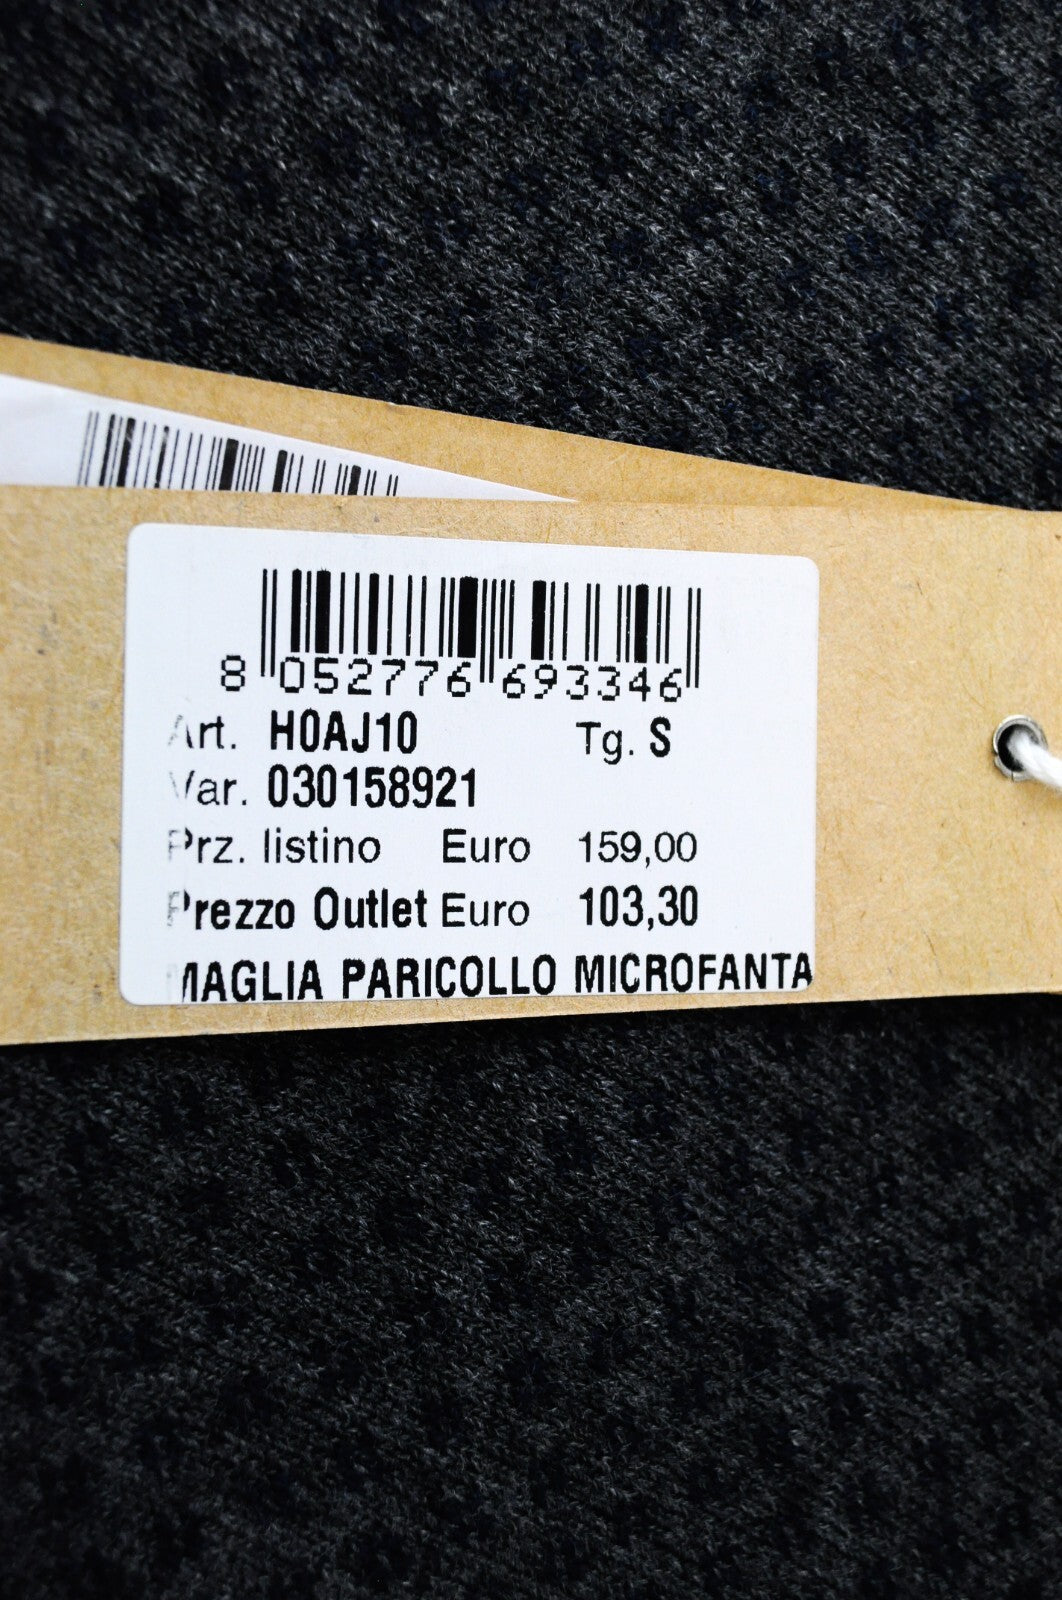 8 052776 693346
Art. H0AJ10 Tg. S
Var. 030158921
Prz. listino Euro 159,00
Prezzo Outlet Euro 103,30
MAGLIA PARICOLLO MICROFANTA